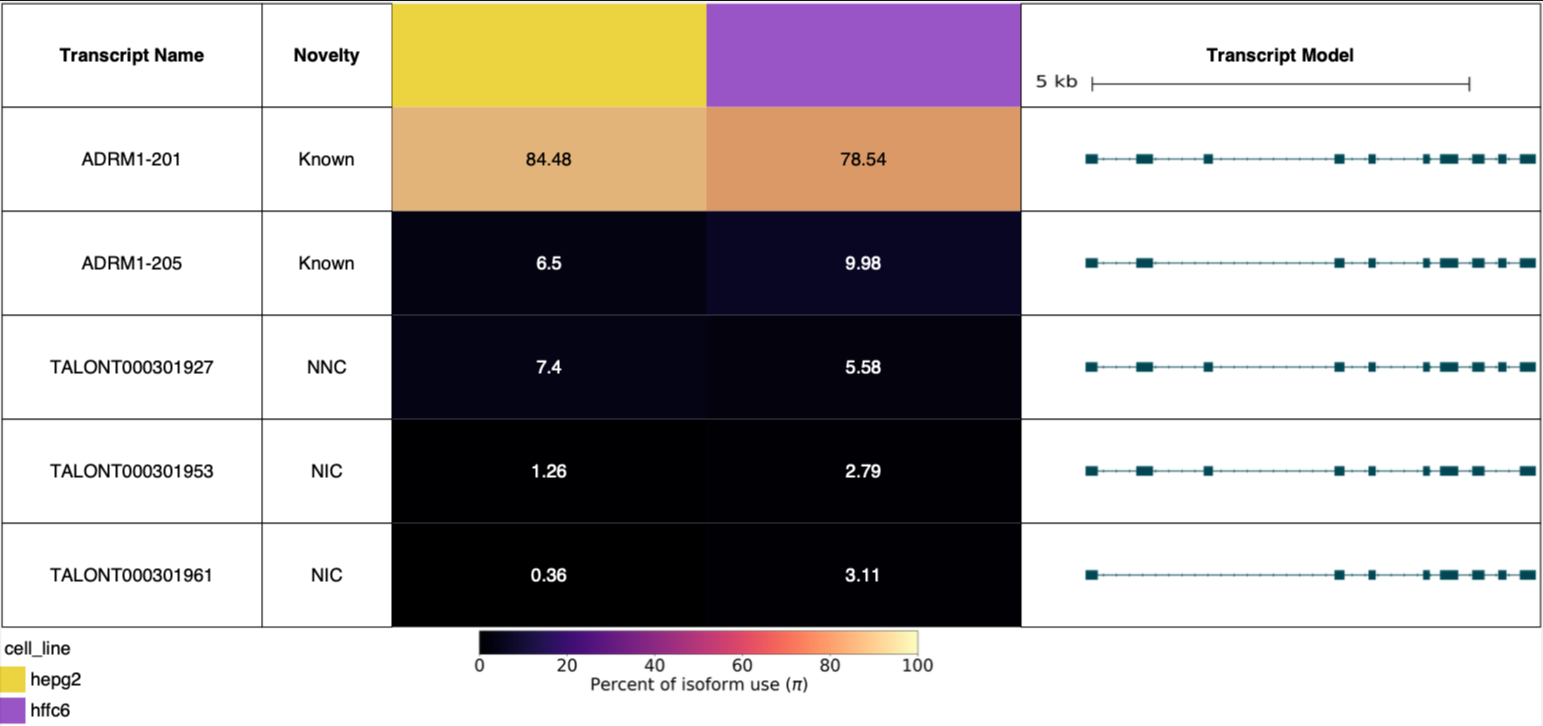 Transcript Name Novelty Transcript Model
5 kb
ADRM1-201 Known 84.48 78.54
ADRM1-205 Known 6.5 9.98
TALONT000301927 NNC 7.4 5.58
TALONT000301953 NIC 1.26 2.79
TALONT000301961 NIC 0.36 3.11
cell_line
hepg2
hffc6
0 20 40 60 80 100
Percent of isoform use (π)